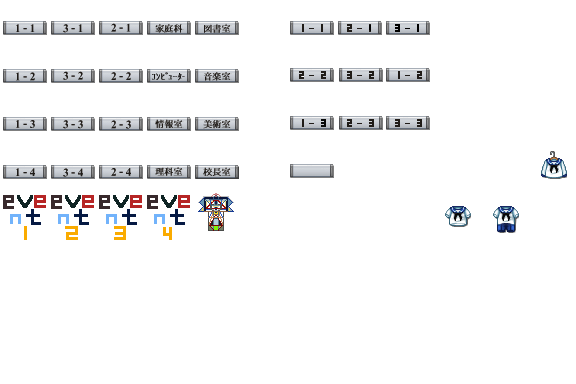 1-1 3-1 2-1 家庭科 図書室 1-1 2-1 3-1
1-2 3-2 2-2 ｺﾝﾋﾟｭｰﾀｰ 音楽室 2-2 3-2 1-2
1-3 3-3 2-3 情報室 美術室 1-3 2-3 3-3
1-4 3-4 2-4 理科室 校長室
eve eve eve eve
nt nt nt nt
1 2 3 4